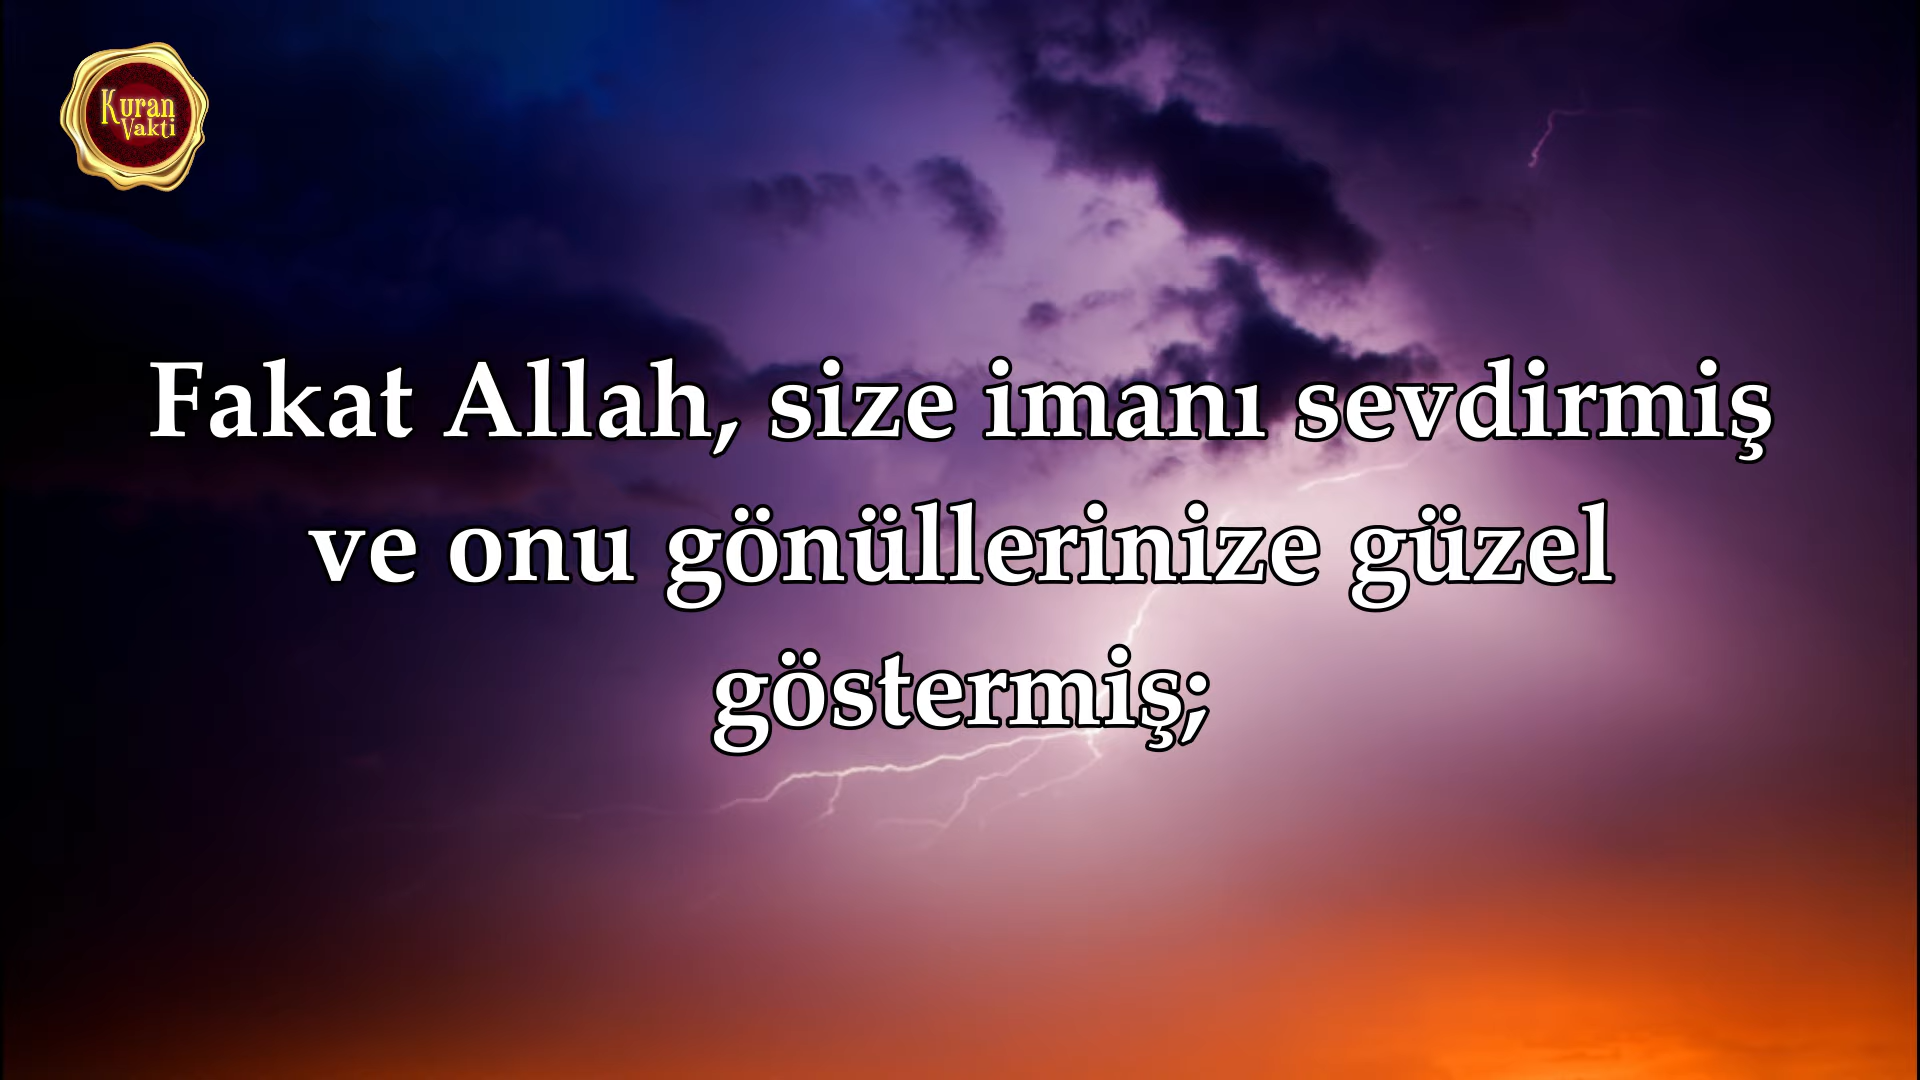 Kuran
Vakti
Fakat Allah, size imanı sevdirmiş
ve onu gönüllerinize güzel
göstermiş;